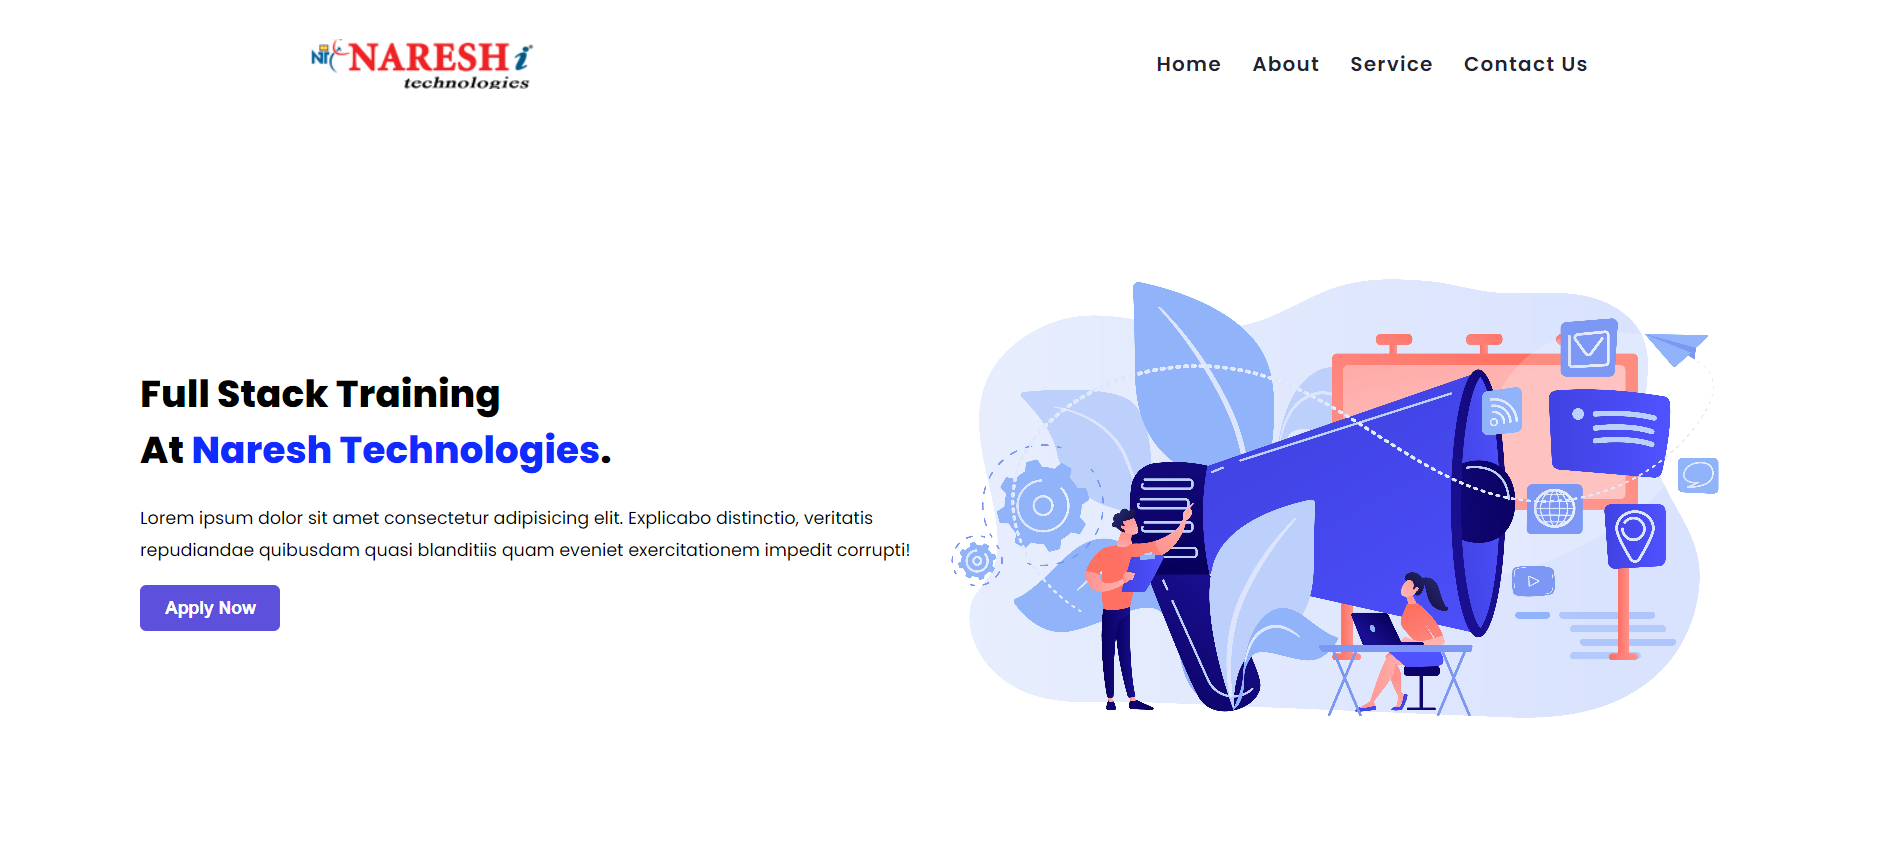 NIT NARESH i
technologies
Home About Service Contact Us
Full Stack Training
At Naresh Technologies.
Lorem ipsum dolor sit amet consectetur adipisicing elit. Explicabo distinctio, veritatis
repudiandae quibusdam quasi blanditiis quam eveniet exercitationem impedit corrupti!
Apply Now